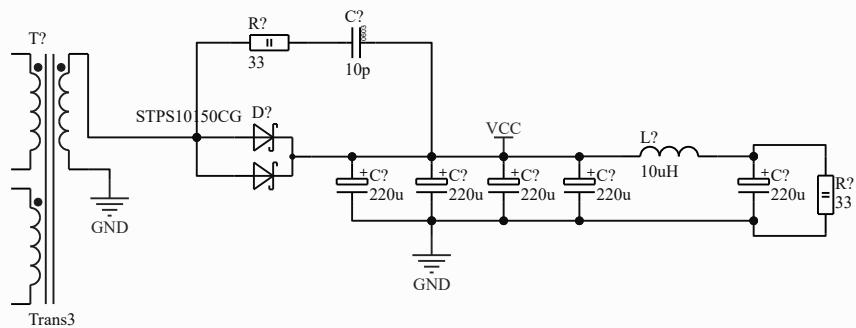 T?
R?
33
C?
10p
STPS10150CG
D?
VCC
L?
10uH
+
C?
220u
+
C?
220u
+
C?
220u
+
C?
220u
+
C?
220u
R?
33
GND
GND
Trans3